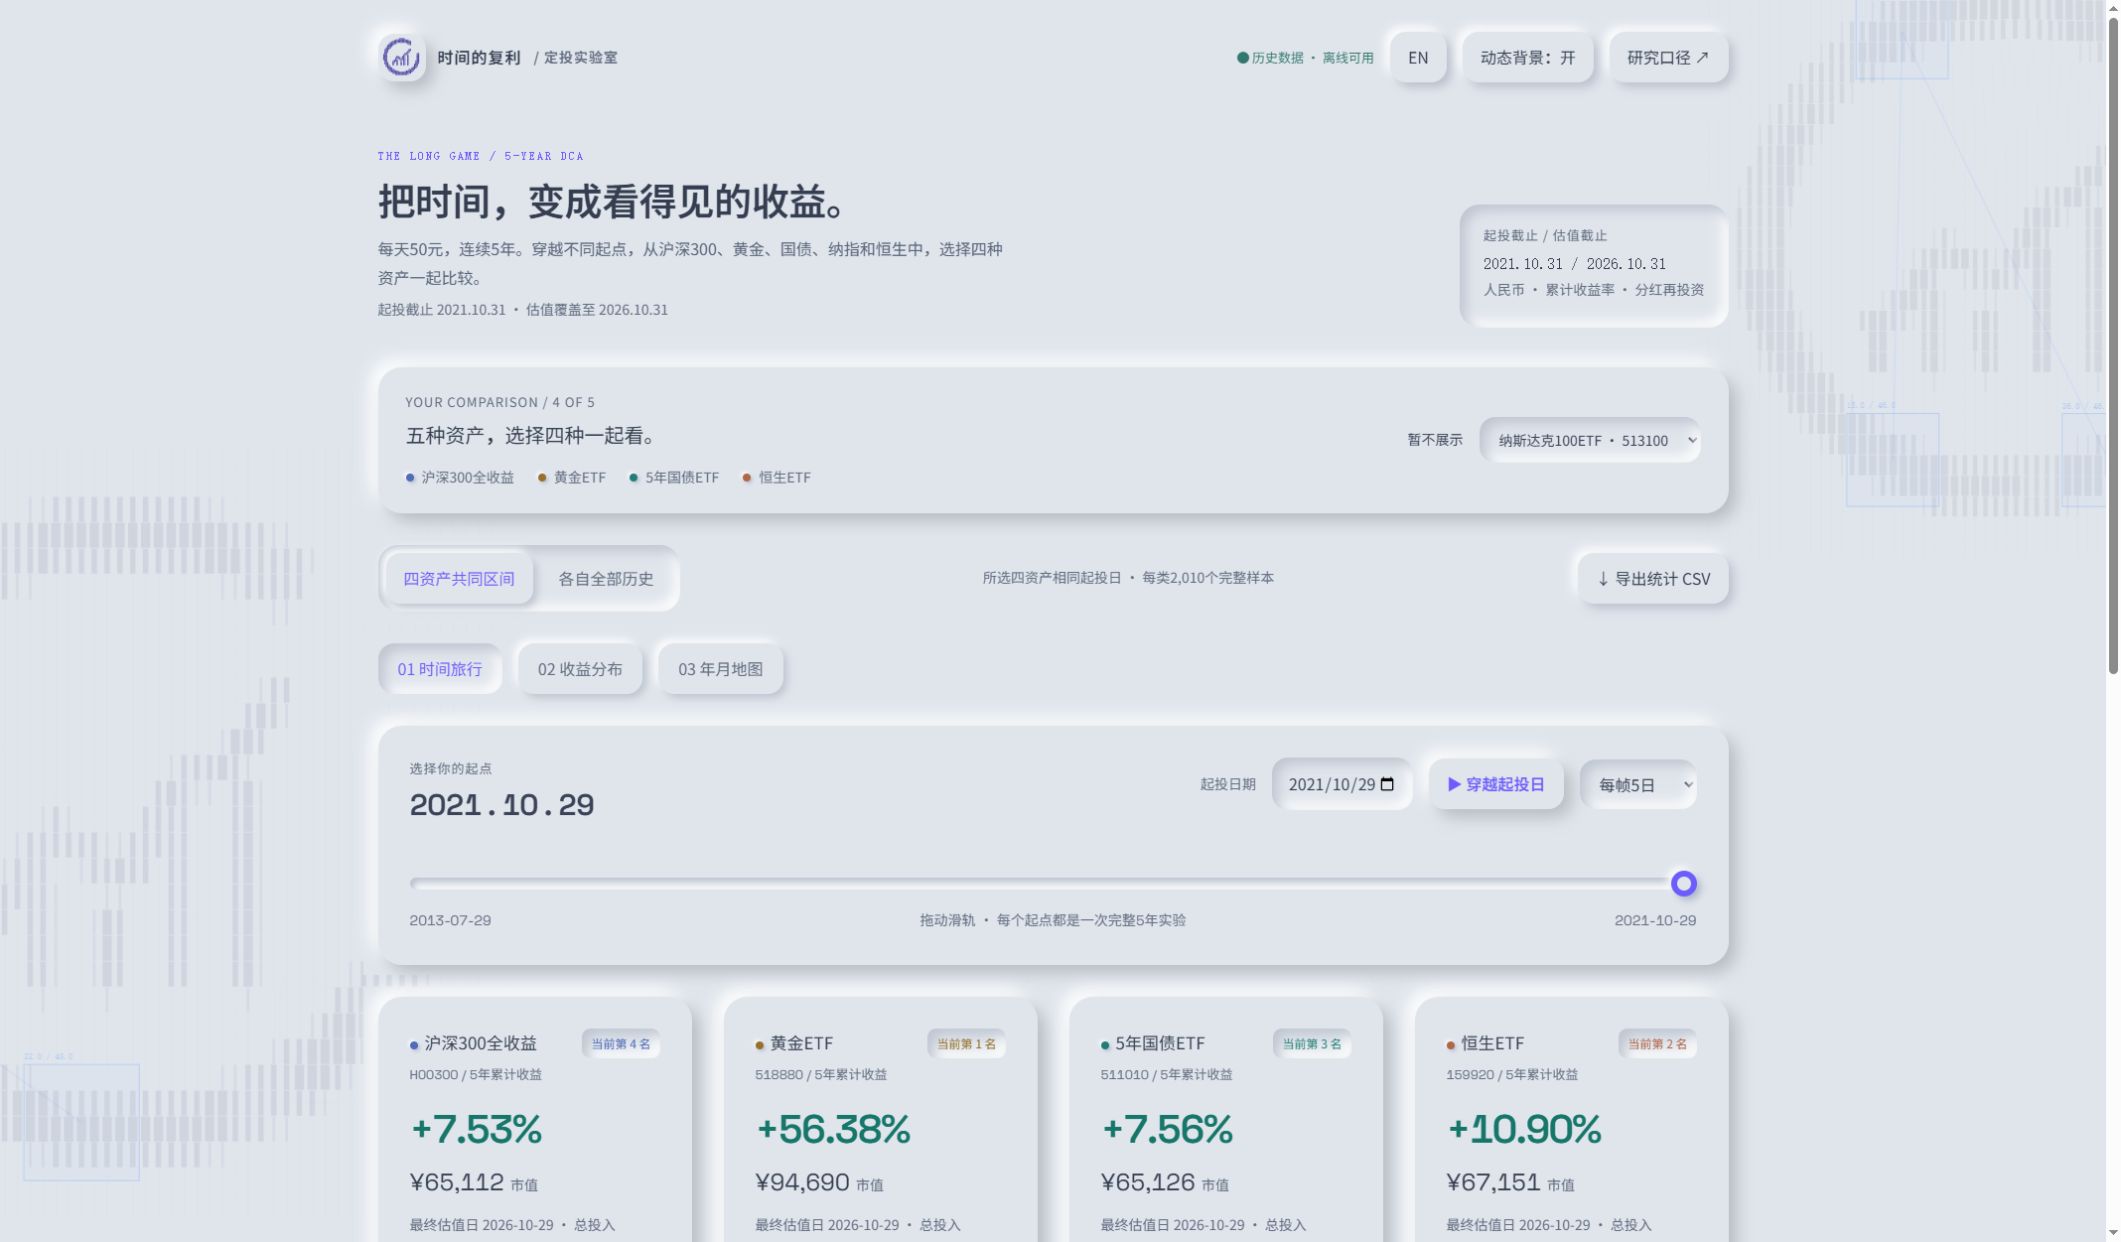 时间的复利 / 定投实验室
历史数据 · 离线可用
EN
动态背景：开
研究口径 ↗
THE LONG GAME / 5-YEAR DCA
把时间，变成看得见的收益。
每天50元，连续5年。穿越不同起点，从沪深300、黄金、国债、纳指和恒生中，选择四种
资产一起比较。
起投截止 2021.10.31 · 估值覆盖至 2026.10.31
起投截止 / 估值截止
2021.10.31 / 2026.10.31
人民币 · 累计收益率 · 分红再投资
YOUR COMPARISON / 4 OF 5
五种资产，选择四种一起看。
沪深300全收益
黄金ETF
5年国债ETF
恒生ETF
暂不展示
纳斯达克100ETF · 513100
四资产共同区间
各自全部历史
所选四资产相同起投日 · 每类2,010个完整样本
↓ 导出统计 CSV
01 时间旅行
02 收益分布
03 年月地图
选择你的起点
2021.10.29
起投日期
2021/10/29
▶ 穿越起投日
每帧5日
2013-07-29
拖动滑轨 · 每个起点都是一次完整5年实验
2021-10-29
沪深300全收益
当前第 4 名
H00300 / 5年累计收益
+7.53%
¥65,112 市值
最终估值日 2026-10-29 · 总投入
黄金ETF
当前第 1 名
518880 / 5年累计收益
+56.38%
¥94,690 市值
最终估值日 2026-10-29 · 总投入
5年国债ETF
当前第 3 名
511010 / 5年累计收益
+7.56%
¥65,126 市值
最终估值日 2026-10-29 · 总投入
恒生ETF
当前第 2 名
159920 / 5年累计收益
+10.90%
¥67,151 市值
最终估值日 2026-10-29 · 总投入